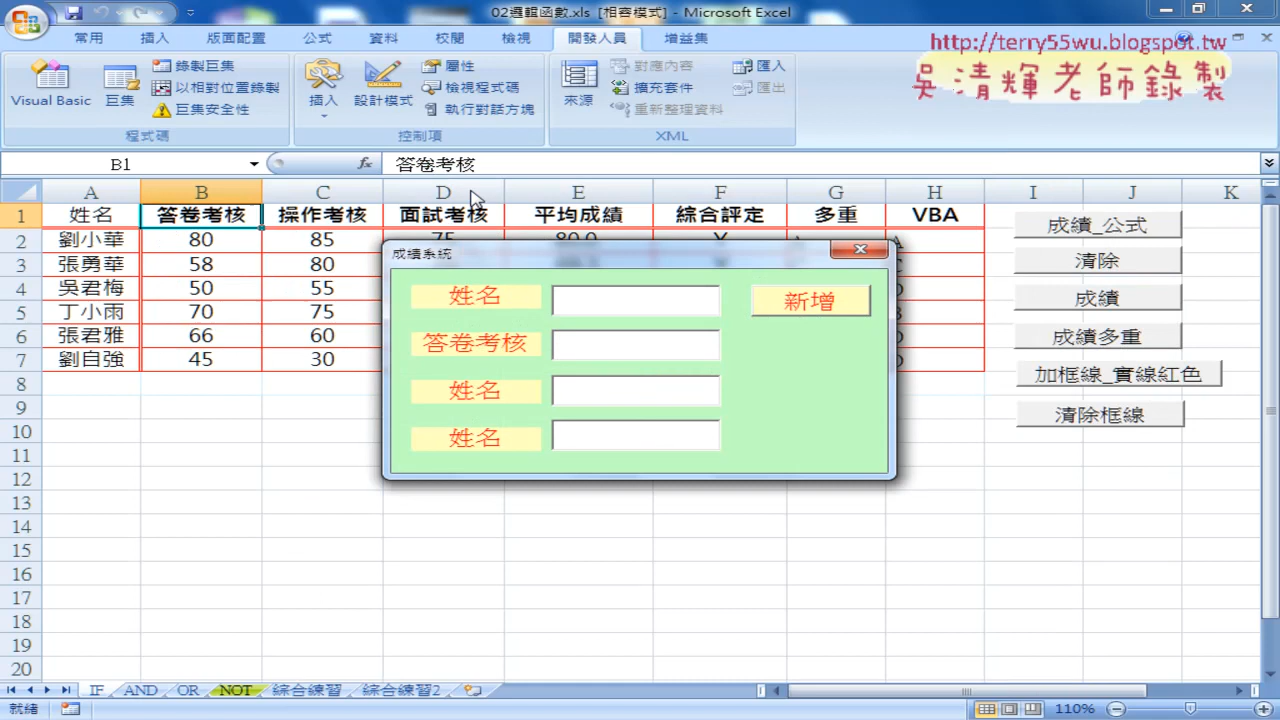 02邏輯函數.xls [相容模式] - Microsoft Excel
常用 插入 版面配置 公式 資料 校閱 檢視 開發人員 增益集
http://terry55wu.blogspot.tw
吳清輝老師錄製
Visual Basic 巨集 錄製巨集 以相對位置錄製 巨集安全性
插入 設計模式 屬性 檢視程式碼 執行對話方塊
來源 對應內容 擴充套件 重新整理資料 匯入 匯出
程式碼 控制項 XML
B1 fx 答卷考核
A B C D E F G H I J K
1 姓名 答卷考核 操作考核 面試考核 平均成績 綜合評定 多重 VBA
2 劉小華 80 85 75 80.0 Y
3 張勇華 58 80
4 吳君梅 50 55
5 丁小雨 70 75
6 張君雅 66 60
7 劉自強 45 30
8
9
10
11
12
13
14
15
16
17
18
19
20
成績_公式
清除
成績
成績多重
加框線_實線紅色
清除框線
成績系統
姓名 新增
答卷考核
姓名
姓名
IF AND OR NOT 綜合練習 綜合練習2
就緒 110%